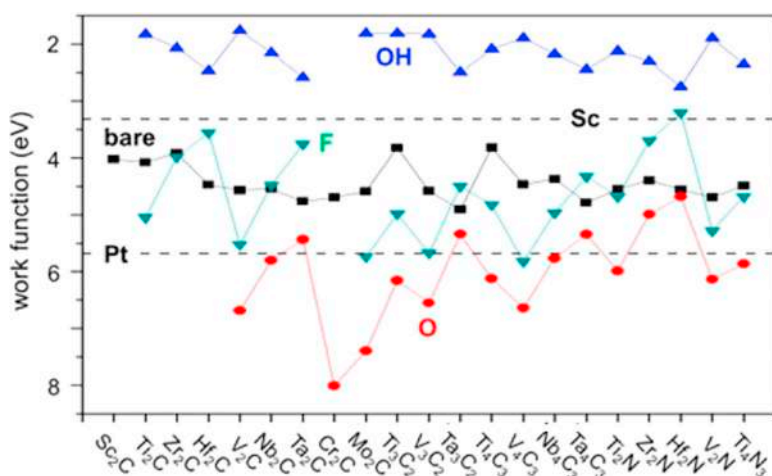 work function (eV)
2
4
6
8
OH
Sc
bare
F
Pt
O
Sc₂C
Ti₂C
Zr₂C
Hf₂C
V₂C
Nb₂C
Ta₂C
Cr₂C
Mo₂C
Ti₃C₂
V₃C₂
Ta₃C₂
Ti₄C₃
V₄C₃
Nb₄C₃
Ta₄C₃
Ti₂N
Zr₂N
Hf₂N
V₂N
Ti₄N₃